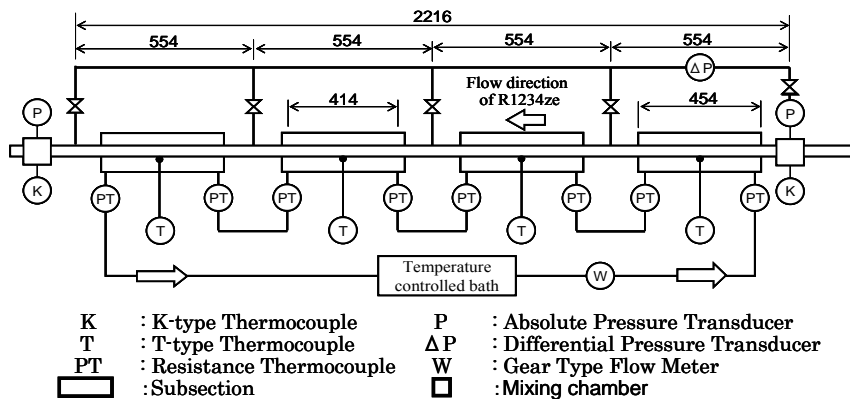 2216
554 554 554 554
ΔP
Flow direction
of R1234ze
414 454
P P
K K
PT PT PT PT PT PT PT PT
T T T T
Temperature
controlled bath
W
K : K-type Thermocouple P : Absolute Pressure Transducer
T : T-type Thermocouple ΔP : Differential Pressure Transducer
PT : Resistance Thermocouple W : Gear Type Flow Meter
: Subsection : Mixing chamber